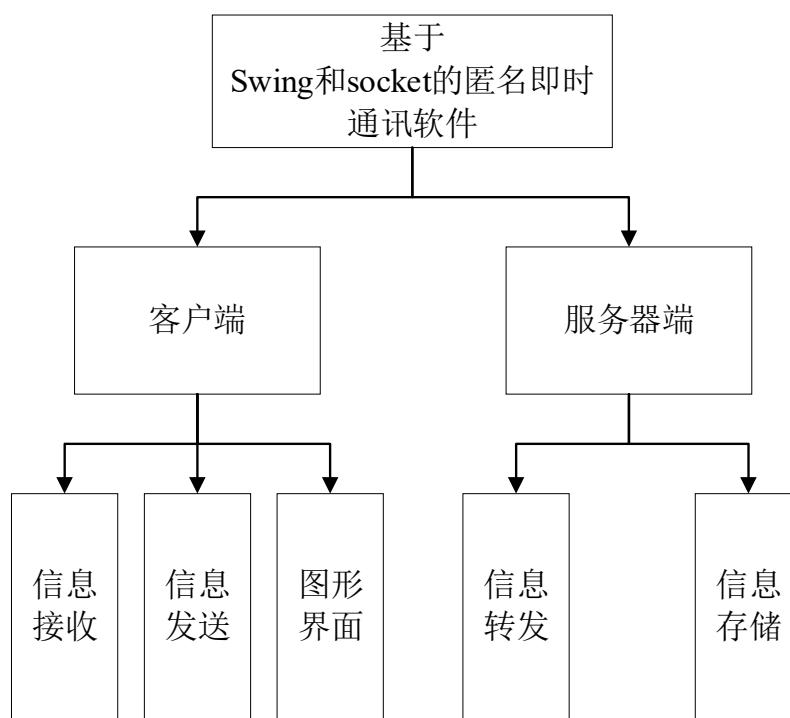 基于
Swing和socket的匿名即时
通讯软件
客户端
服务器端
信息
接收
信息
发送
图形
界面
信息
转发
信息
存储